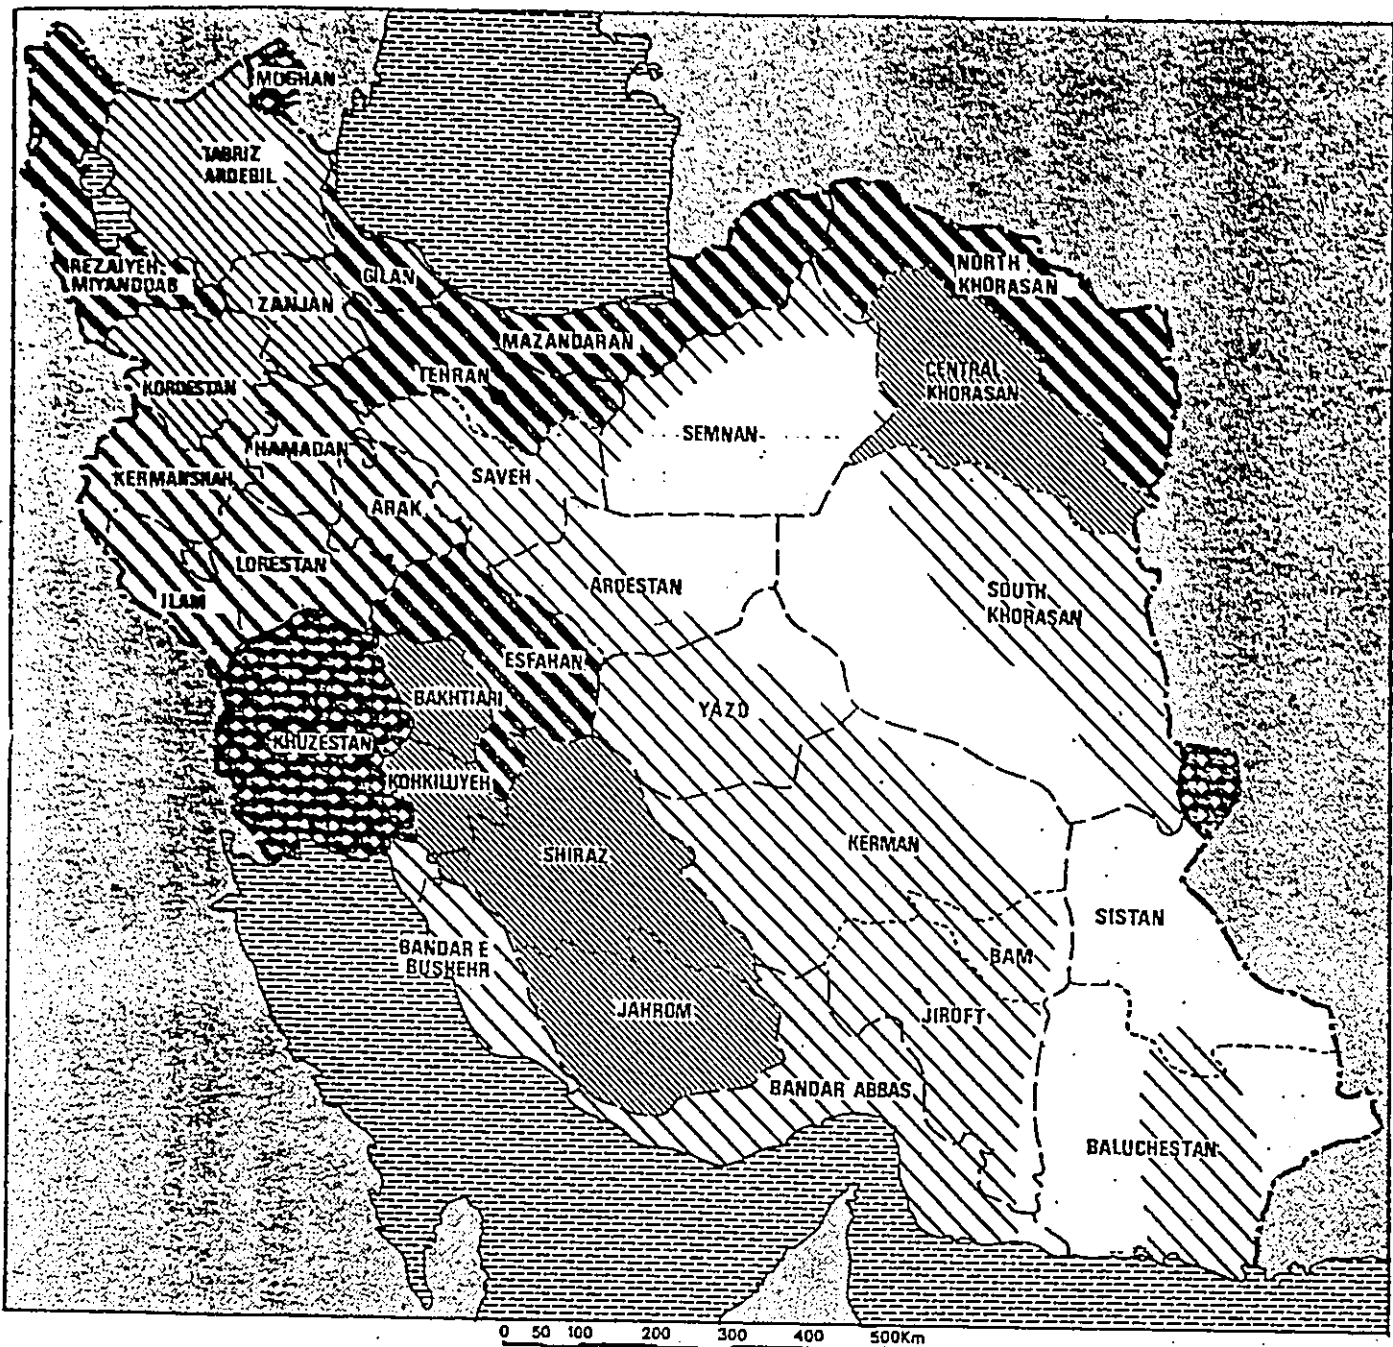 MOGHAN
TABRIZ
ARDEBIL
REZAIYEH
MIYANDOAB
ZANJAN
GILAN
NORTH
KHORASAN
MAZANDARAN
TEHRAN
CENTRAL
KHORASAN
KORDESTAN
SEMNAN
HAMADAN
KERMANSHAH
SAVEH
ARAK
LORESTAN
ILAM
ARDESTAN
SOUTH
KHORASAN
ESFAHAN
BAKHTIARI
YAZD
KHUZESTAN
KOHKILUYEH
SHIRAZ
KERMAN
SISTAN
BANDAR E
BUSHEHR
BAM
JAHROM
JIROFT
BANDAR ABBAS
BALUCHESTAN
0 50 100 200 300 400 500Km